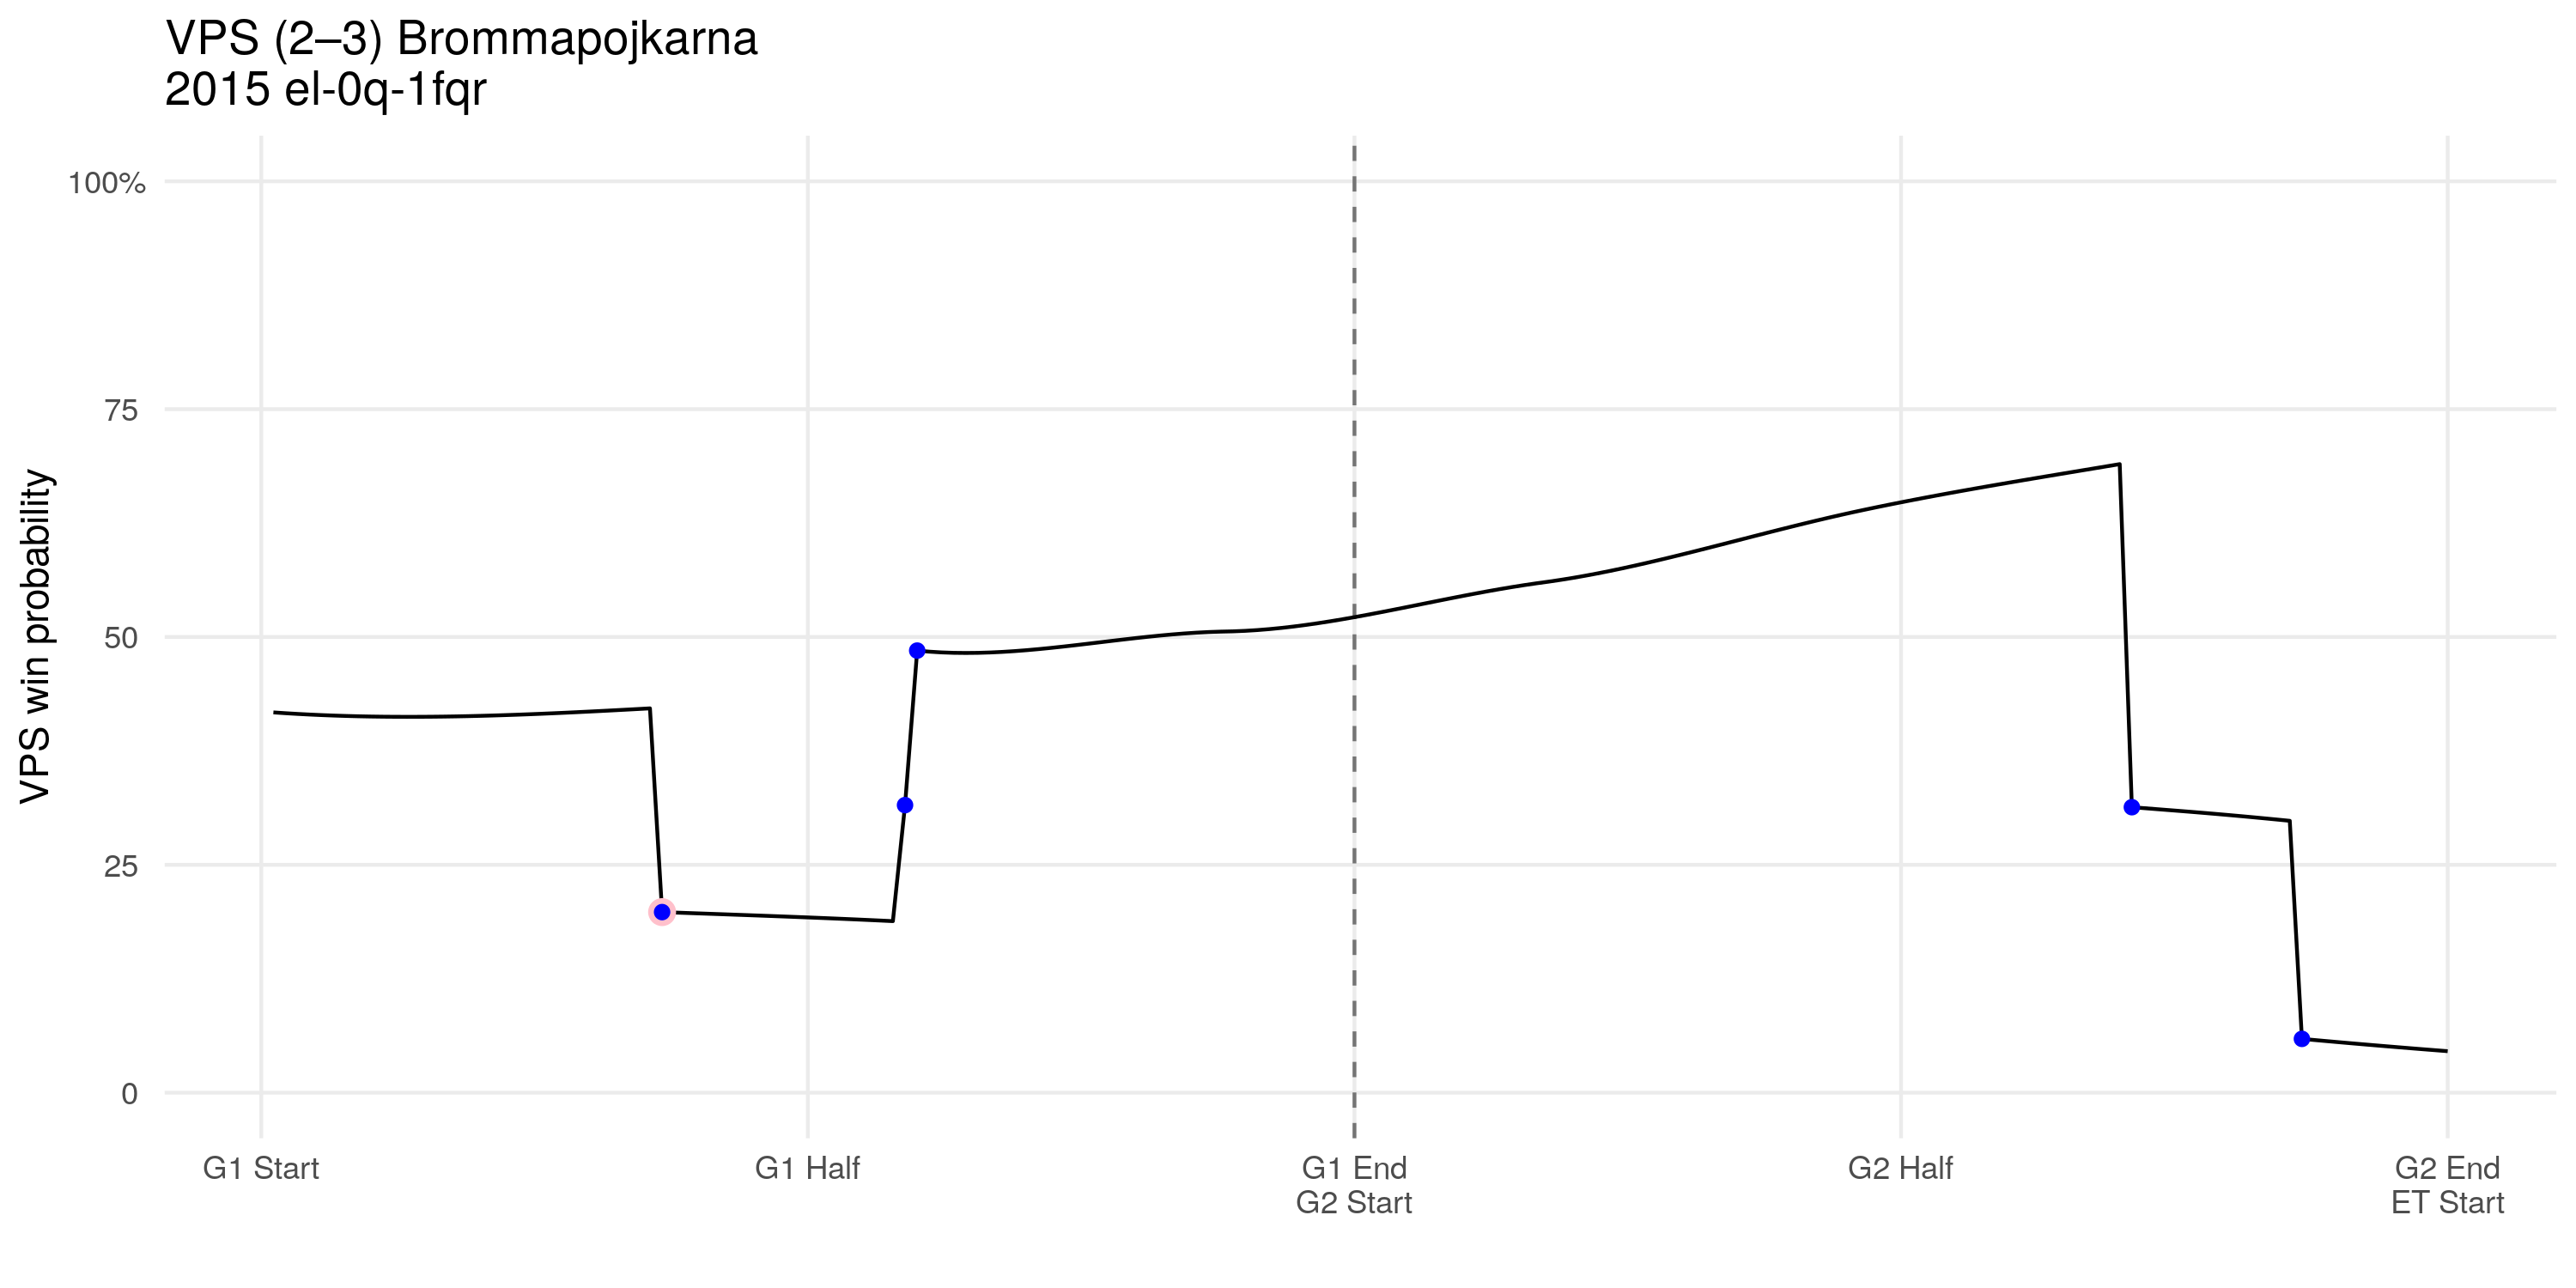 VPS (2–3) Brommapojkarna
2015 el-0q-1fqr
VPS win probability
100%
75
50
25
0
G1 Start
G1 Half
G1 End
G2 Start
G2 Half
G2 End
ET Start